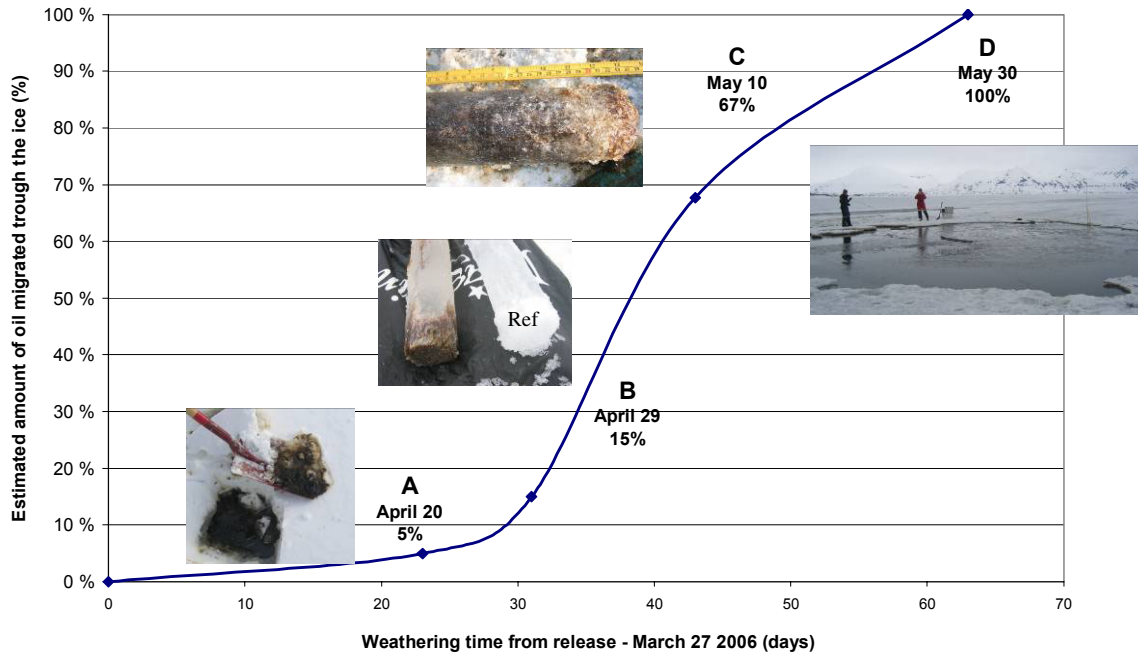 100 %
90 %
80 %
70 %
60 %
50 %
40 %
30 %
20 %
10 %
0 %
Estimated amount of oil migrated trough the ice (%)
A
April 20
5%
B
April 29
15%
C
May 10
67%
D
May 30
100%
Ref
0
10
20
30
40
50
60
70
Weathering time from release - March 27 2006 (days)